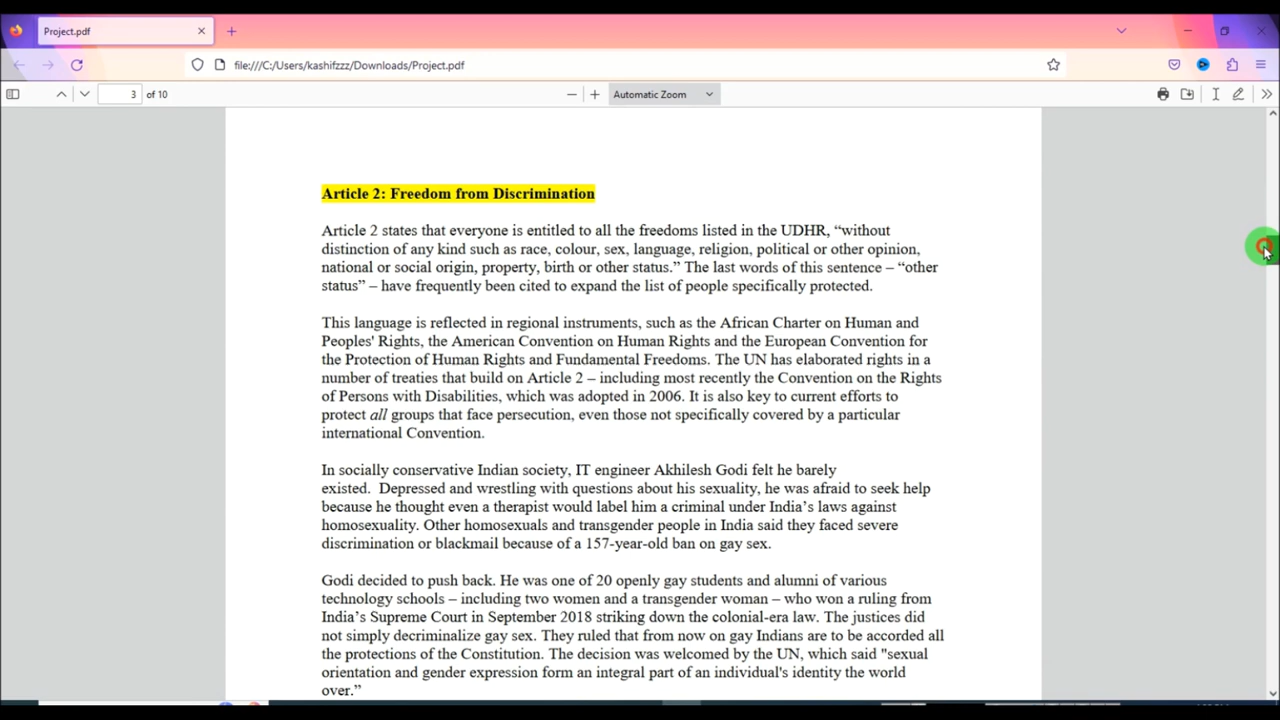 Project.pdf
file:///C:/Users/kashifzzz/Downloads/Project.pdf
3 of 10
Automatic Zoom
Article 2: Freedom from Discrimination
Article 2 states that everyone is entitled to all the freedoms listed in the UDHR, “without
distinction of any kind such as race, colour, sex, language, religion, political or other opinion,
national or social origin, property, birth or other status.” The last words of this sentence – “other
status” – have frequently been cited to expand the list of people specifically protected.
This language is reflected in regional instruments, such as the African Charter on Human and
Peoples' Rights, the American Convention on Human Rights and the European Convention for
the Protection of Human Rights and Fundamental Freedoms. The UN has elaborated rights in a
number of treaties that build on Article 2 – including most recently the Convention on the Rights
of Persons with Disabilities, which was adopted in 2006. It is also key to current efforts to
protect all groups that face persecution, even those not specifically covered by a particular
international Convention.
In socially conservative Indian society, IT engineer Akhilesh Godi felt he barely
existed.  Depressed and wrestling with questions about his sexuality, he was afraid to seek help
because he thought even a therapist would label him a criminal under India’s laws against
homosexuality. Other homosexuals and transgender people in India said they faced severe
discrimination or blackmail because of a 157-year-old ban on gay sex.
Godi decided to push back. He was one of 20 openly gay students and alumni of various
technology schools – including two women and a transgender woman – who won a ruling from
India’s Supreme Court in September 2018 striking down the colonial-era law. The justices did
not simply decriminalize gay sex. They ruled that from now on gay Indians are to be accorded all
the protections of the Constitution. The decision was welcomed by the UN, which said "sexual
orientation and gender expression form an integral part of an individual's identity the world
over.”